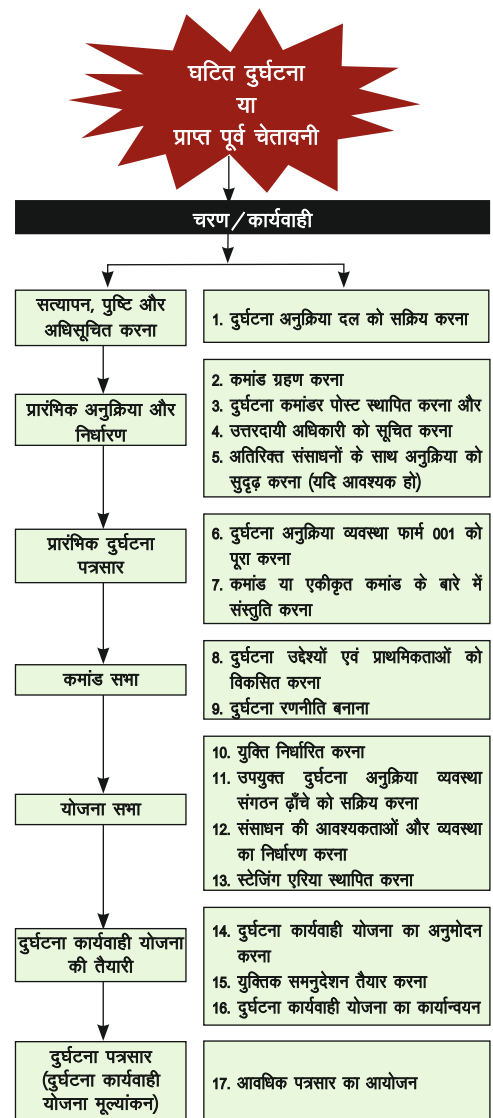 घटित दुर्घटना
या
प्राप्त पूर्व चेतावनी
चरण/कार्यवाही
सत्यापन, पुष्टि और
अधिसूचित करना
1. दुर्घटना अनुक्रिया दल को सक्रिय करना
प्रारंभिक अनुक्रिया और
निर्धारण
2. कमांड ग्रहण करना
3. दुर्घटना कमांडर पोस्ट स्थापित करना और
4. उत्तरदायी अधिकारी को सूचित करना
5. अतिरिक्त संसाधनों के साथ अनुक्रिया को
सुदृढ़ करना (यदि आवश्यक हो)
प्रारंभिक दुर्घटना
पत्रसार
6. दुर्घटना अनुक्रिया व्यवस्था फार्म 001 को
पूरा करना
7. कमांड या एकीकृत कमांड के बारे में
संस्तुति करना
कमांड सभा
8. दुर्घटना उद्देश्यों एवं प्राथमिकताओं को
विकसित करना
9. दुर्घटना रणनीति बनाना
योजना सभा
10. युक्ति निर्धारित करना
11. उपयुक्त दुर्घटना अनुक्रिया व्यवस्था
संगठन ढ़ाँचे को सक्रिय करना
12. संसाधन की आवश्यकताओं और व्यवस्था
का निर्धारण करना
13. स्टेजिंग एरिया स्थापित करना
दुर्घटना कार्यवाही योजना
की तैयारी
14. दुर्घटना कार्यवाही योजना का अनुमोदन
करना
15. युक्तिक समनुदेशन तैयार करना
16. दुर्घटना कार्यवाही योजना का कार्यान्वयन
दुर्घटना पत्रसार
(दुर्घटना कार्यवाही
योजना मूल्यांकन)
17. आवधिक पत्रसार का आयोजन